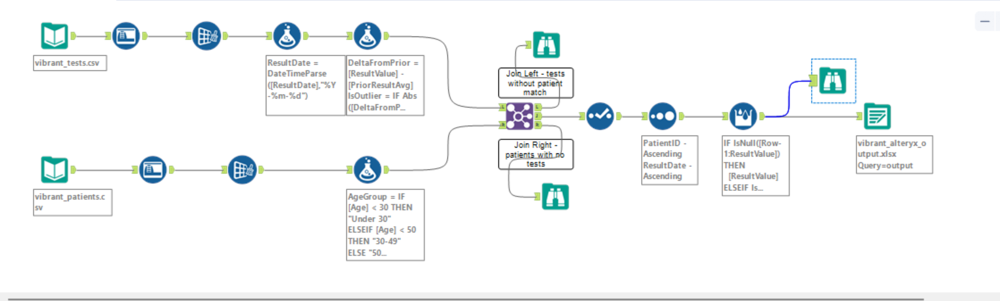 vibrant_tests.csv
ResultDate =
DateTimeParse
([ResultDate],"%Y
-%m-%d")
DeltaFromPrior =
[ResultValue] -
[PriorResultAvg]
IsOutlier = IF Abs
([DeltaFromP...
Join Left - tests
without patient
match
L
R
L
J
R
Join Right -
patients with no
tests
PatientID -
Ascending
ResultDate -
Ascending
IF IsNull([Row-
1:ResultValue])
THEN
[ResultValue]
ELSEIF Is...
vibrant_alteryx_o
utput.xlsx
Query=output
vibrant_patients.c
sv
AgeGroup = IF
[Age] < 30 THEN
"Under 30"
ELSEIF [Age] < 50
THEN "30-49"
ELSE "50...